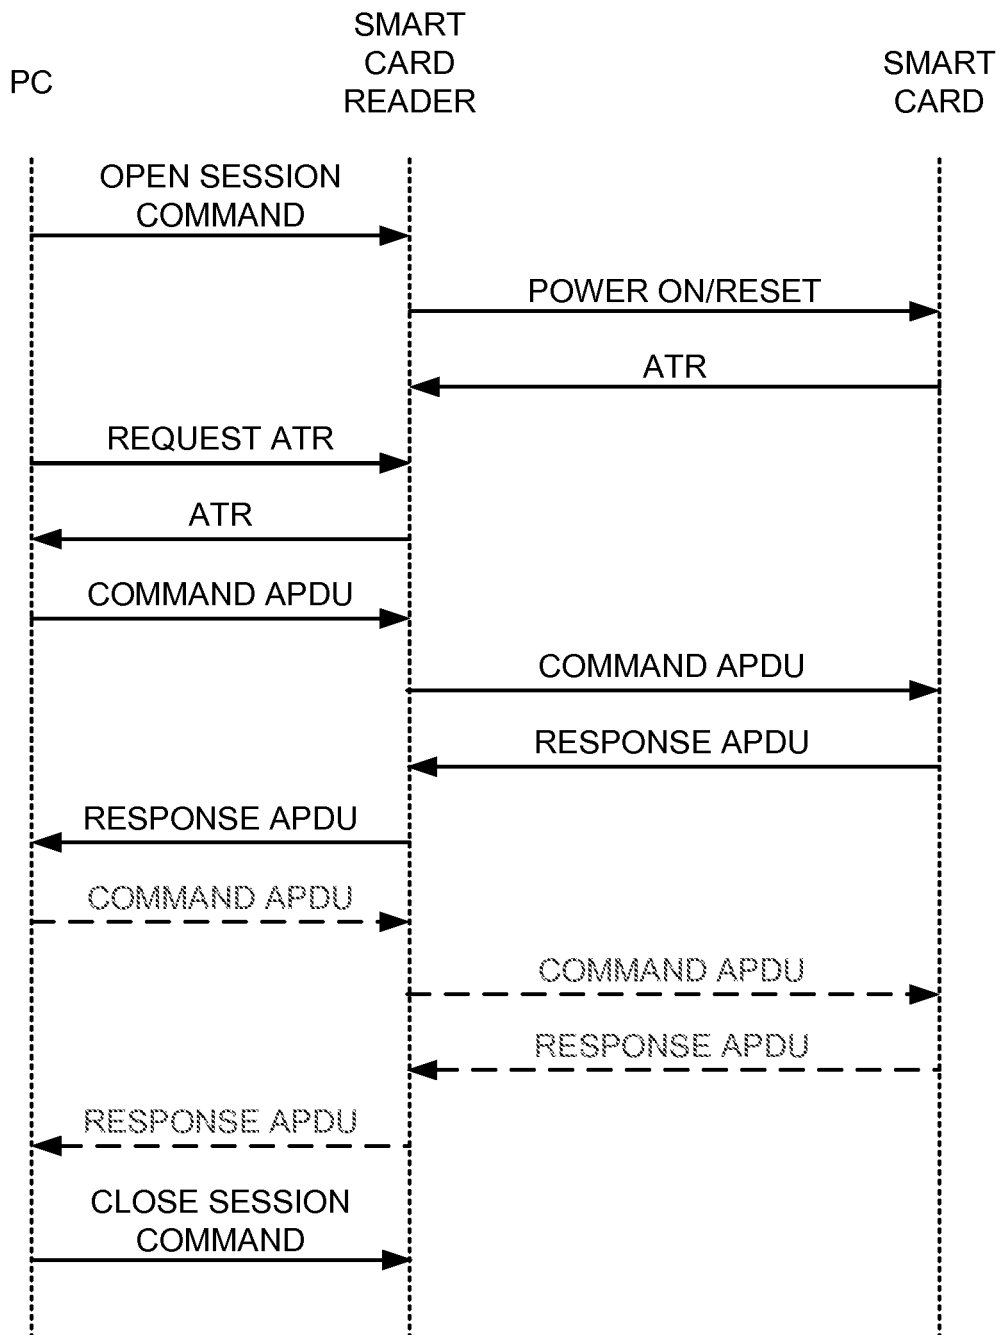 PC
SMART
CARD
READER
SMART
CARD
OPEN SESSION
COMMAND
POWER ON/RESET
ATR
REQUEST ATR
ATR
COMMAND APDU
COMMAND APDU
RESPONSE APDU
RESPONSE APDU
COMMAND APDU
COMMAND APDU
RESPONSE APDU
RESPONSE APDU
CLOSE SESSION
COMMAND